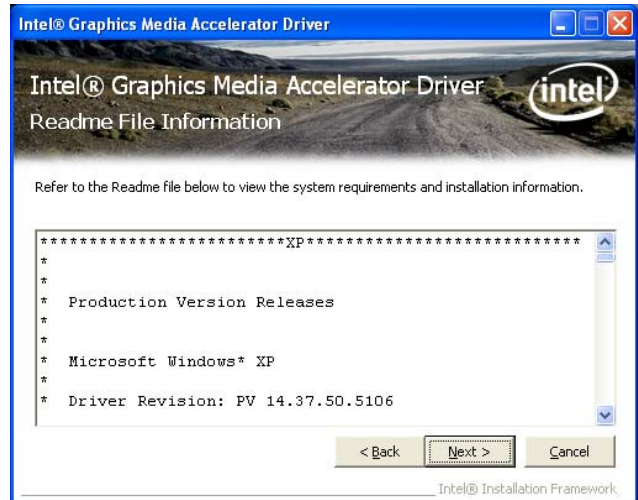 Intel® Graphics Media Accelerator Driver
Intel® Graphics Media Accelerator Driver
Readme File Information
intel
Refer to the Readme file below to view the system requirements and installation information.
*************************XP****************************
*
*
* Production Version Releases
*
*
* Microsoft Windows* XP
*
* Driver Revision: PV 14.37.50.5106
< Back
Next >
Cancel
Intel® Installation Framework